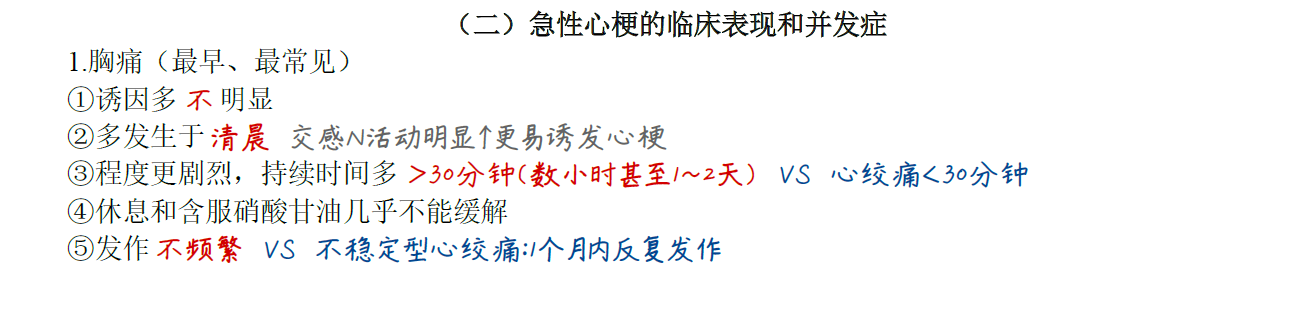 （二）急性心梗的临床表现和并发症
1.胸痛（最早、最常见）
①诱因多 不 明显
②多发生于 清晨 交感N活动明显↑更易诱发心梗
③程度更剧烈，持续时间多 >30分钟(数小时甚至1~2天) VS 心绞痛<30分钟
④休息和含服硝酸甘油几乎不能缓解
⑤发作 不频繁 VS 不稳定型心绞痛:1个月内反复发作